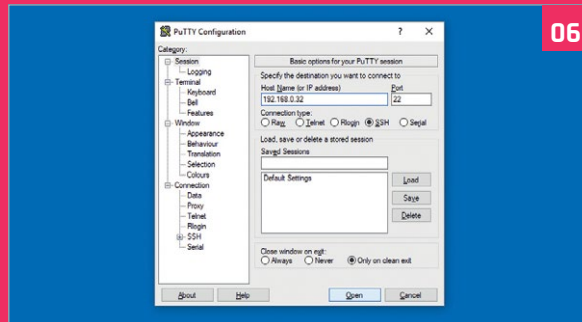 06
PuTTY Configuration
Category:
Session
Logging
Terminal
Keyboard
Bell
Features
Window
Appearance
Behaviour
Translation
Selection
Colours
Connection
Data
Proxy
Telnet
Rlogin
SSH
Serial
Basic options for your PuTTY session
Specify the destination you want to connect to
Host Name (or IP address) Port
192.168.0.32 22
Connection type:
Raw Telnet Rlogin SSH Serial
Load, save or delete a stored session
Saved Sessions
Default Settings
Load
Save
Delete
Close window on exit:
Always Never Only on clean exit
About Help Open Cancel